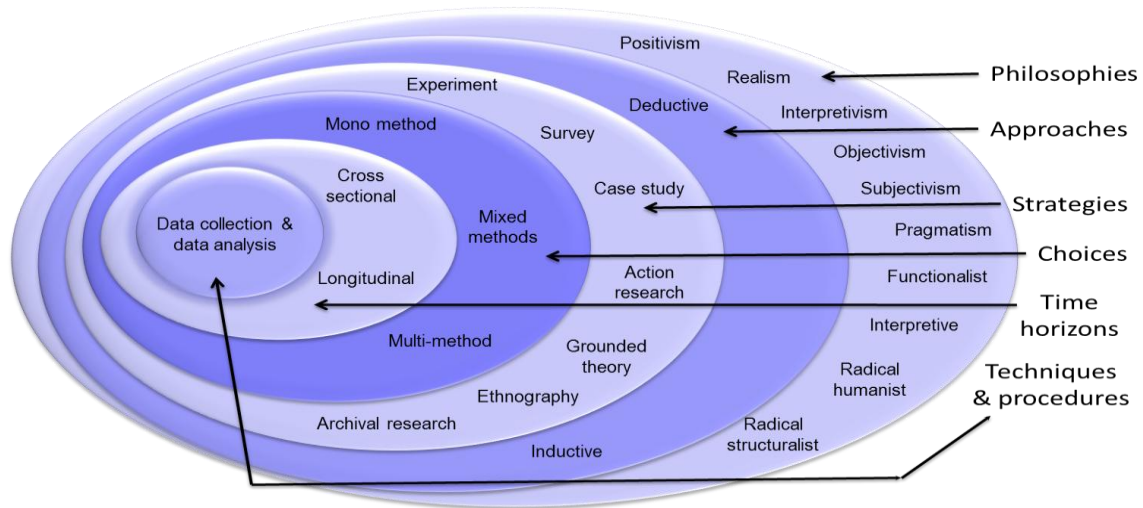 Positivism
Realism
Interpretivism
Objectivism
Subjectivism
Pragmatism
Functionalist
Interpretive
Radical
humanist
Radical
structuralist
Deductive
Inductive
Experiment
Survey
Case study
Action
research
Grounded
theory
Ethnography
Archival research
Mono method
Mixed
methods
Multi-method
Cross
sectional
Longitudinal
Data collection &
data analysis
Philosophies
Approaches
Strategies
Choices
Time
horizons
Techniques
& procedures